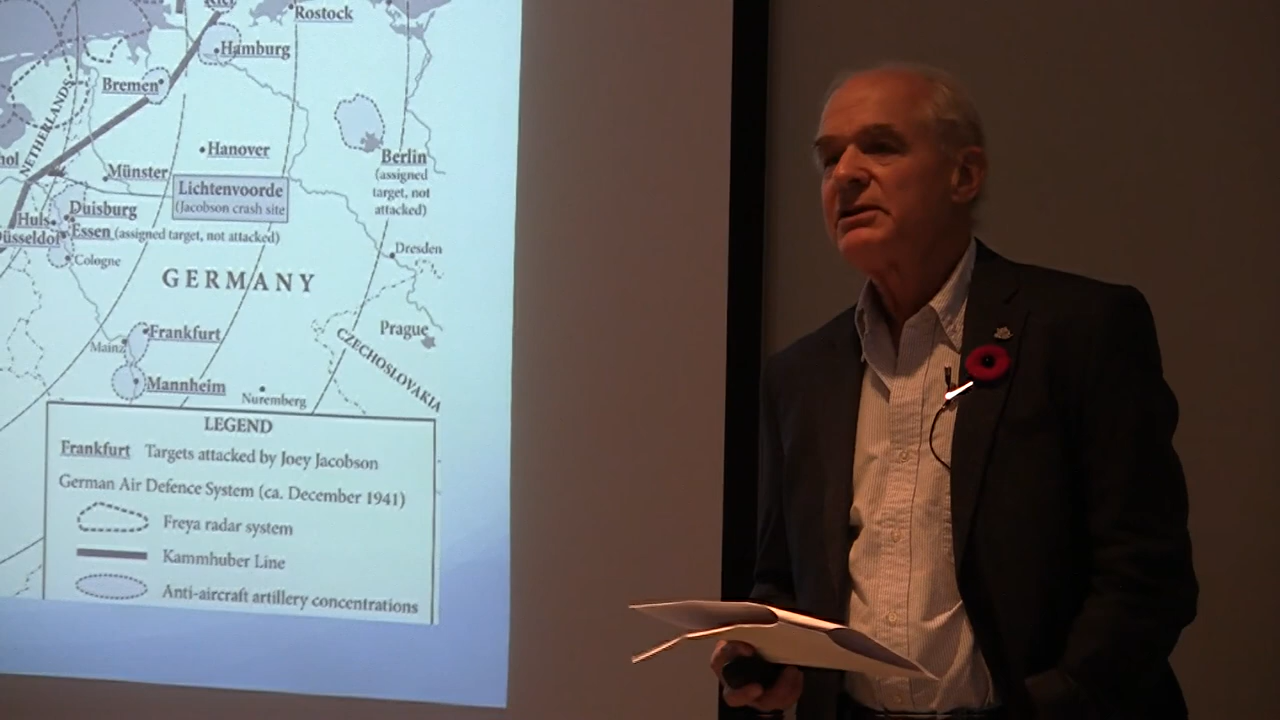 Kiel
Rostock
Hamburg
Bremen
NETHERLANDS
Hanover
Berlin
(assigned
target, not
attacked)
Münster
Lichtenvoorde
(Jacobson crash site)
Duisburg
Huls
Essen (assigned target, not attacked)
Düsseldorf
Cologne
Dresden
GERMANY
Prague
Frankfurt
Mainz
CZECHOSLOVAKIA
Mannheim
Nuremberg
LEGEND
Frankfurt Targets attacked by Joey Jacobson
German Air Defence System (ca. December 1941)
Freya radar system
Kammhuber Line
Anti-aircraft artillery concentrations